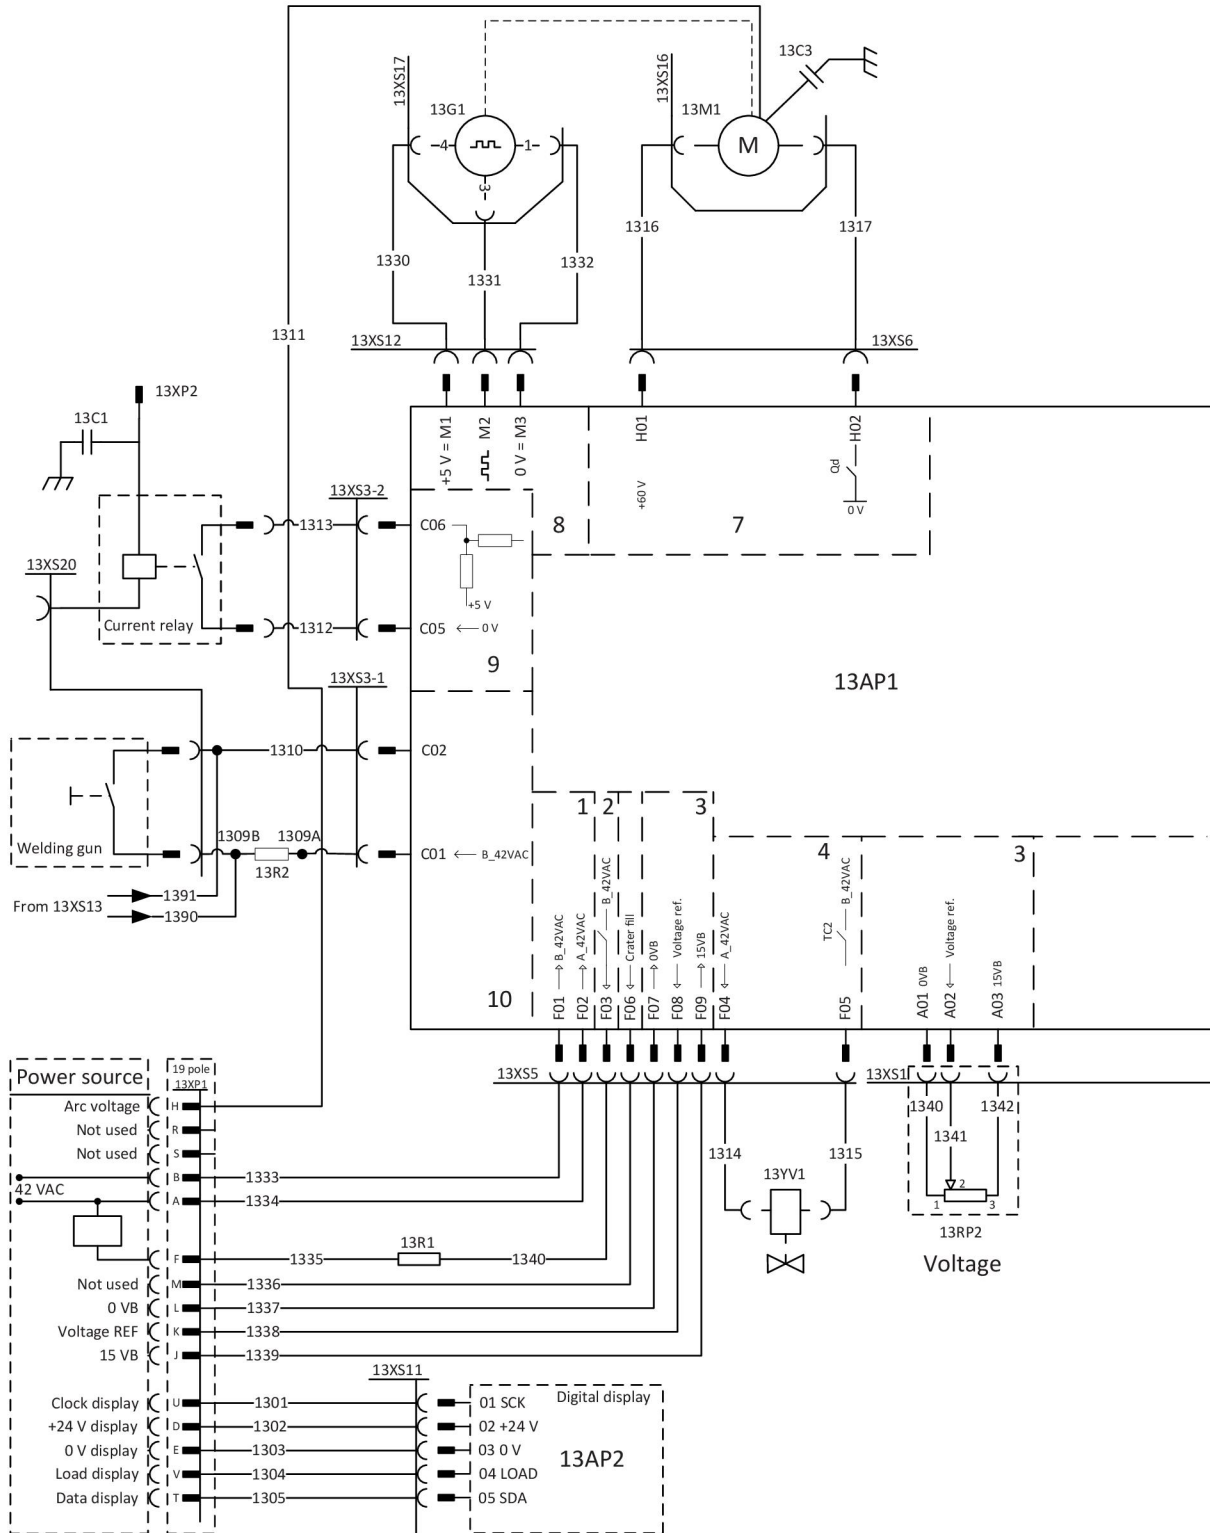 13C3
13XS17
13XS16
13G1
13M1
4
1
3
M
1330
1331
1332
1316
1317
1311
13XS12
13XS6
13XP2
13C1
+5 V = M1
M2
0 V = M3
H01
+60 V
H02
Qd
0 V
8
7
13XS3-2
1313
C06
+5 V
13XS20
Current relay
1312
C05
0 V
9
13XS3-1
13AP1
1310
C02
1
2
3
Welding gun
1309B
1309A
13R2
C01
B_42VAC
4
3
From 13XS13
1391
1390
10
F01
B_42VAC
F02
A_42VAC
F03
B_42VAC
F06
Crater fill
F07
0VB
F08
Voltage ref.
F09
15VB
F04
A_42VAC
F05
TC2
B_42VAC
A01 0VB
A02
Voltage ref.
A03 15VB
13XS5
13XS1
Power source
19 pole
13XP1
Arc voltage
H
Not used
R
Not used
S
B
1333
42 VAC
A
1334
1314
1315
13YV1
1340
1341
1342
1
2
3
13RP2
Voltage
F
1335
13R1
1340
Not used
M
1336
0 VB
L
1337
Voltage REF
K
1338
15 VB
J
1339
13XS11
Digital display
Clock display
U
1301
01 SCK
+24 V display
D
1302
02 +24 V
0 V display
E
1303
03 0 V
13AP2
Load display
V
1304
04 LOAD
Data display
T
1305
05 SDA